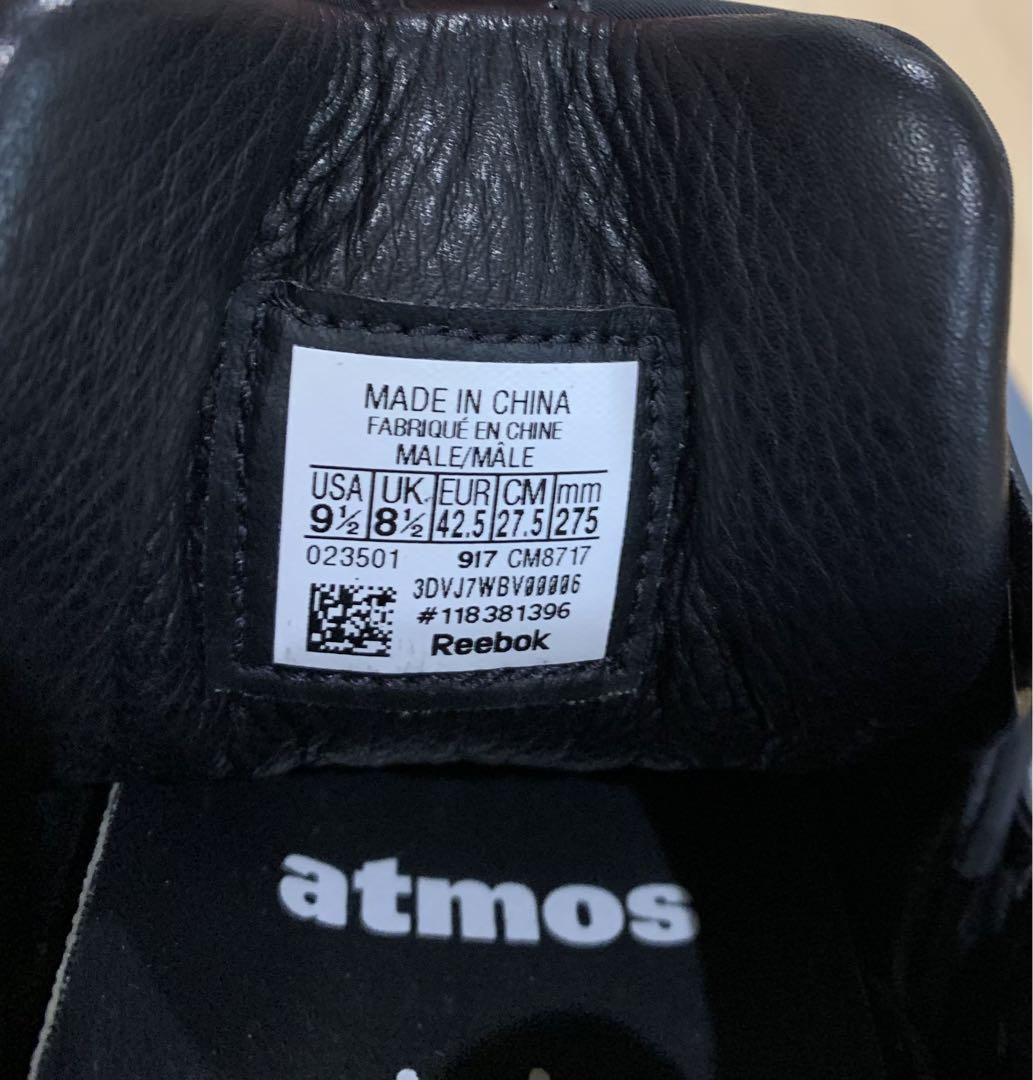 MADE IN CHINA
FABRIQUÉ EN CHINE
MALE/MÂLE
USA UK EUR CM mm
9½ 8½ 42.5 27.5 275
023501 917 CM8717
3DVJ7WBV00006
#118381396
Reebok
atmos